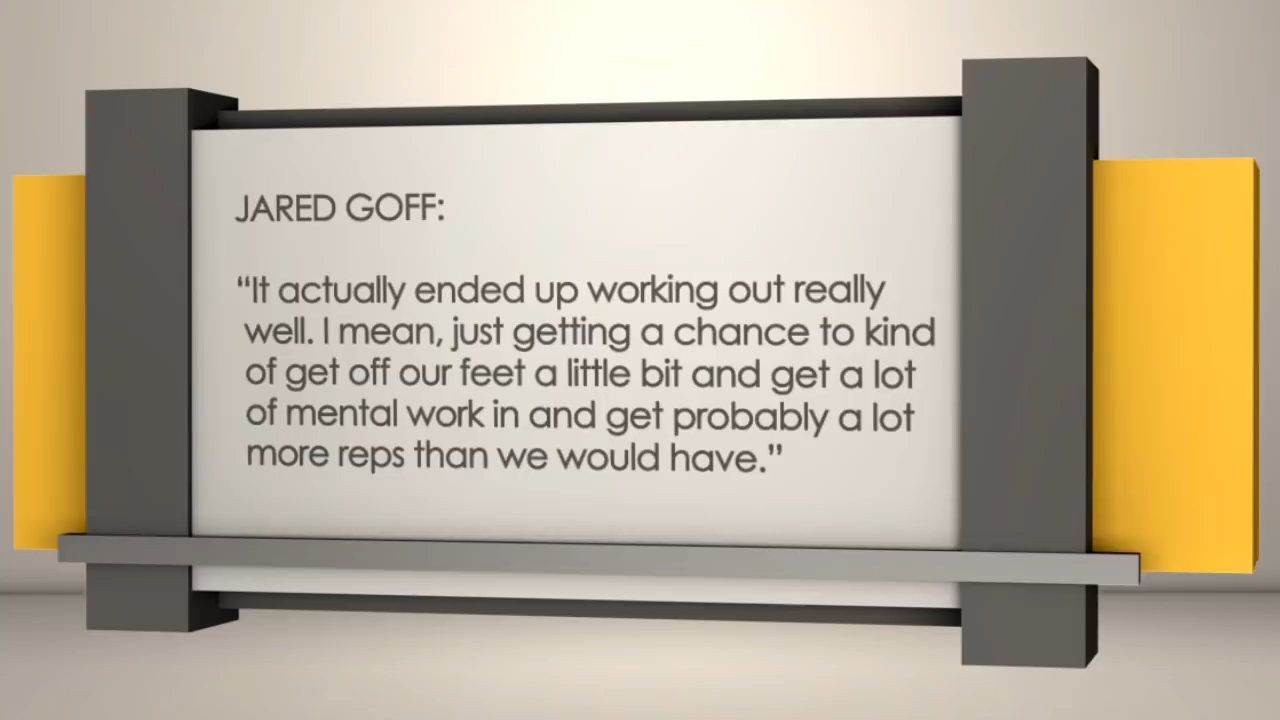 JARED GOFF:
“It actually ended up working out really
well. I mean, just getting a chance to kind
of get off our feet a little bit and get a lot
of mental work in and get probably a lot
more reps than we would have.”